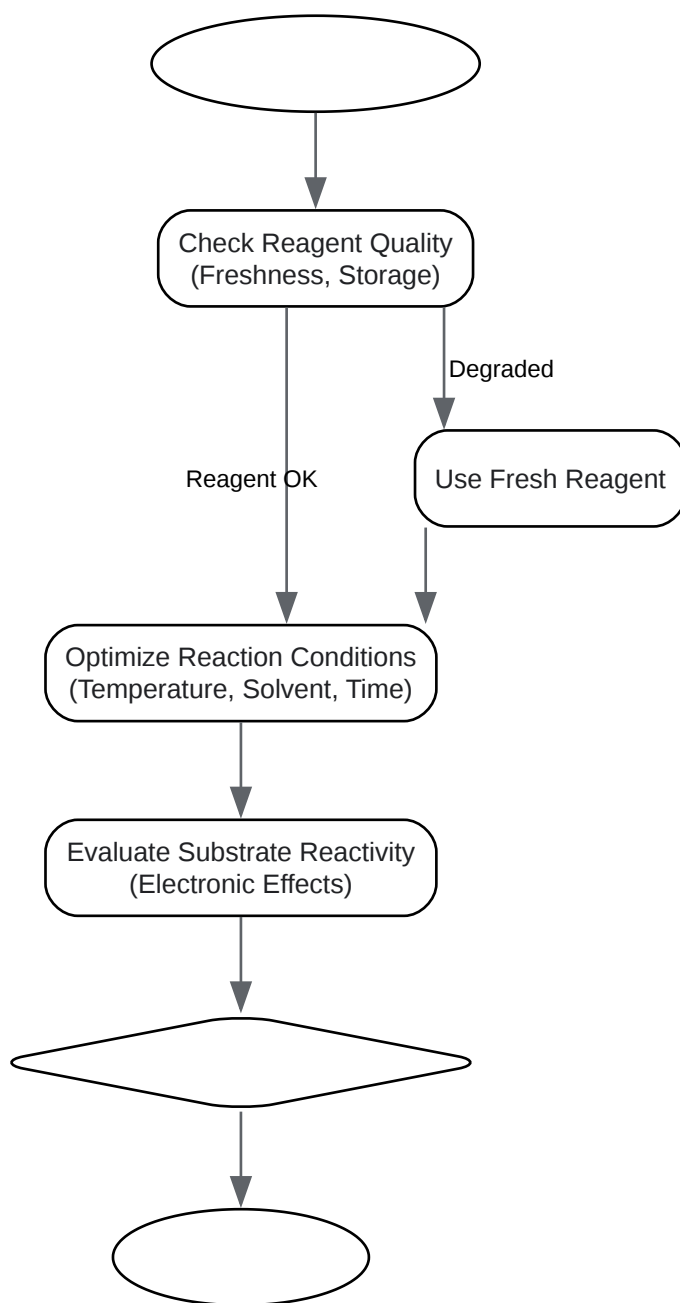 Check Reagent Quality
(Freshness, Storage)
Degraded
Reagent OK
Use Fresh Reagent
Optimize Reaction Conditions
(Temperature, Solvent, Time)
Evaluate Substrate Reactivity
(Electronic Effects)